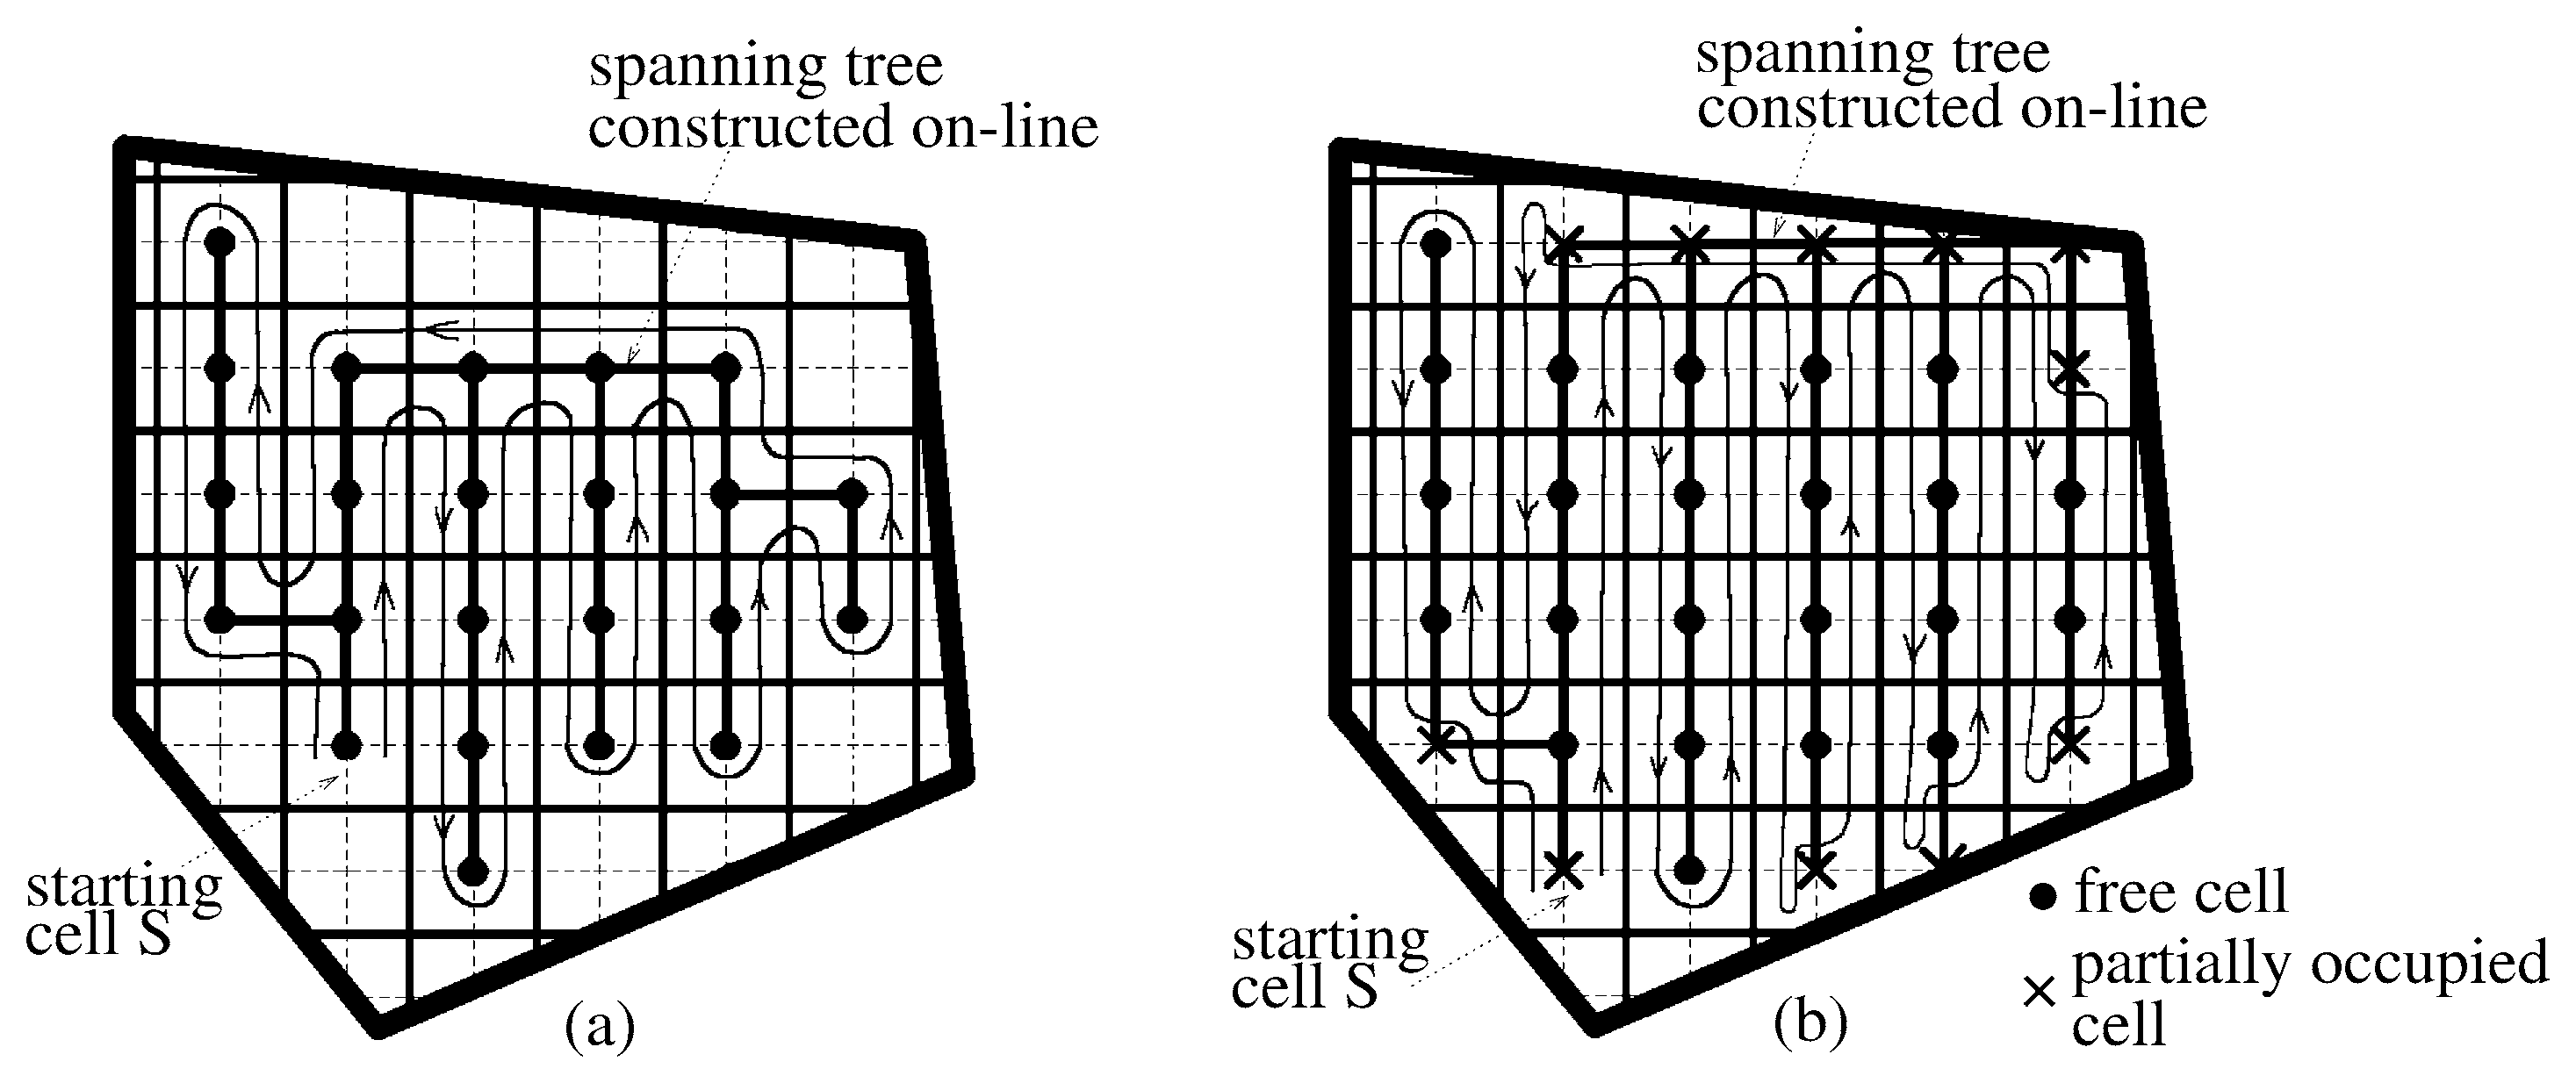 spanning tree
constructed on-line
starting
cell S
(a)
spanning tree
constructed on-line
starting
cell S
(b)
free cell
partially occupied
cell